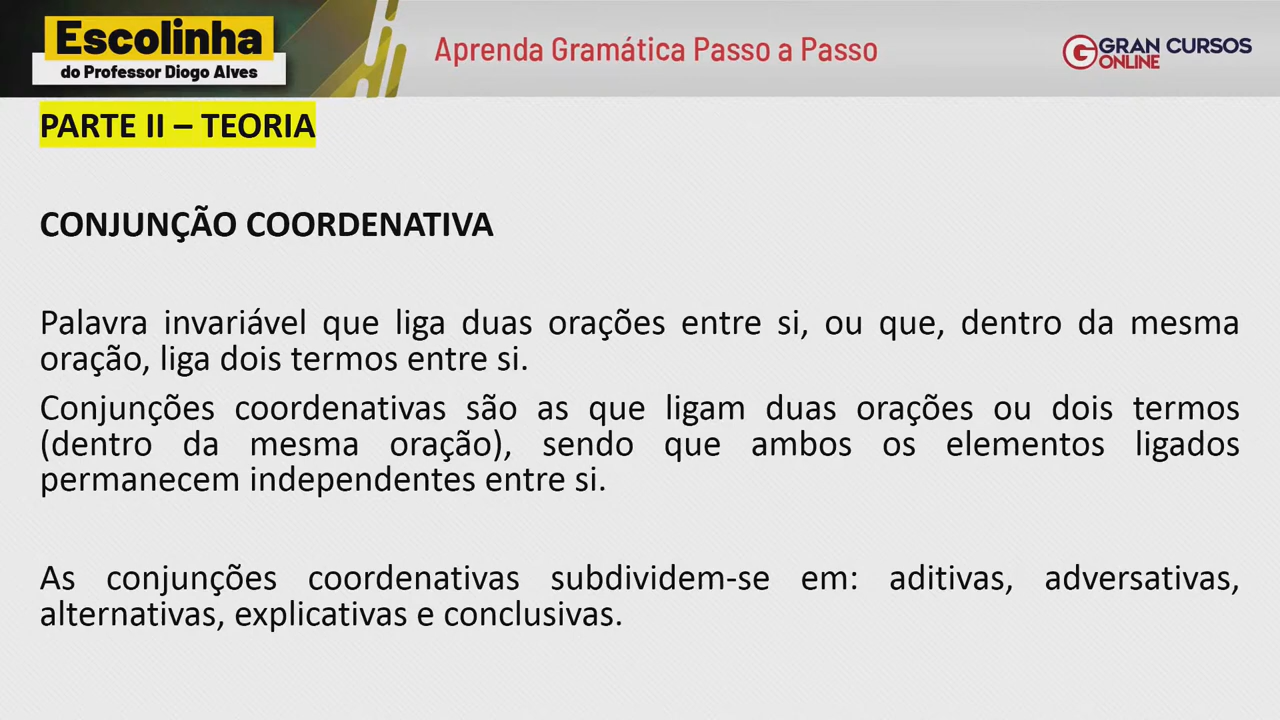 Escolinha
do Professor Diogo Alves
Aprenda Gramática Passo a Passo
GRAN CURSOS
ONLINE
PARTE II – TEORIA
CONJUNÇÃO COORDENATIVA
Palavra invariável que liga duas orações entre si, ou que, dentro da mesma
oração, liga dois termos entre si.
Conjunções coordenativas são as que ligam duas orações ou dois termos
(dentro da mesma oração), sendo que ambos os elementos ligados
permanecem independentes entre si.
As conjunções coordenativas subdividem-se em: aditivas, adversativas,
alternativas, explicativas e conclusivas.